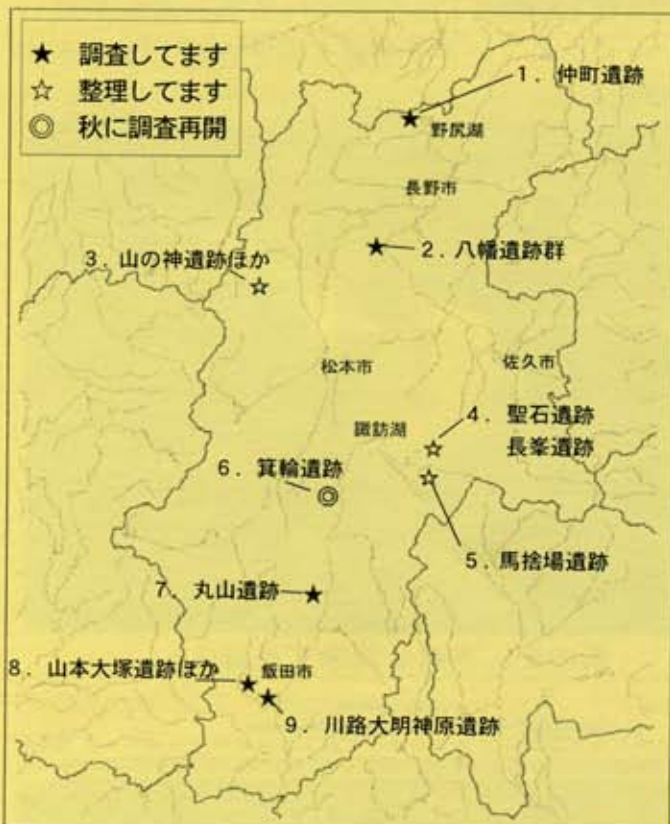 ★ 調査してます
☆ 整理してます
◎ 秋に調査再開
1．仲町遺跡
野尻湖
長野市
2．八幡遺跡群
3．山の神遺跡ほか
松本市
佐久市
諏訪湖
4．聖石遺跡
長峯遺跡
6．箕輪遺跡
5．馬捨場遺跡
7．丸山遺跡
8．山本大塚遺跡ほか
飯田市
9．川路大明神原遺跡